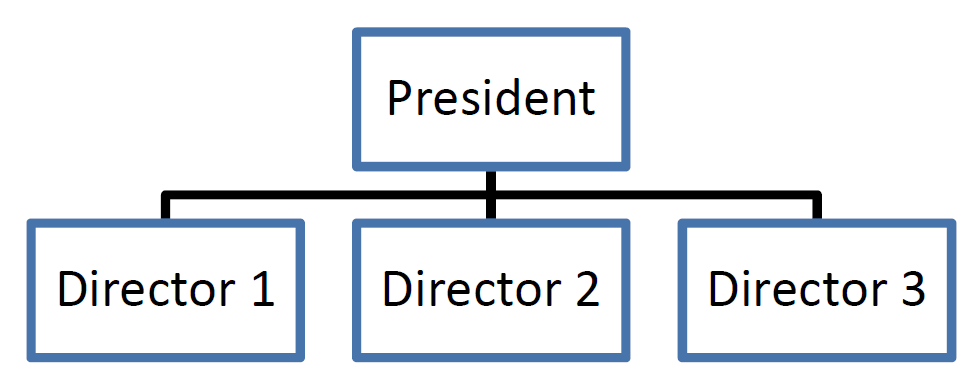 President
Director 1
Director 2
Director 3